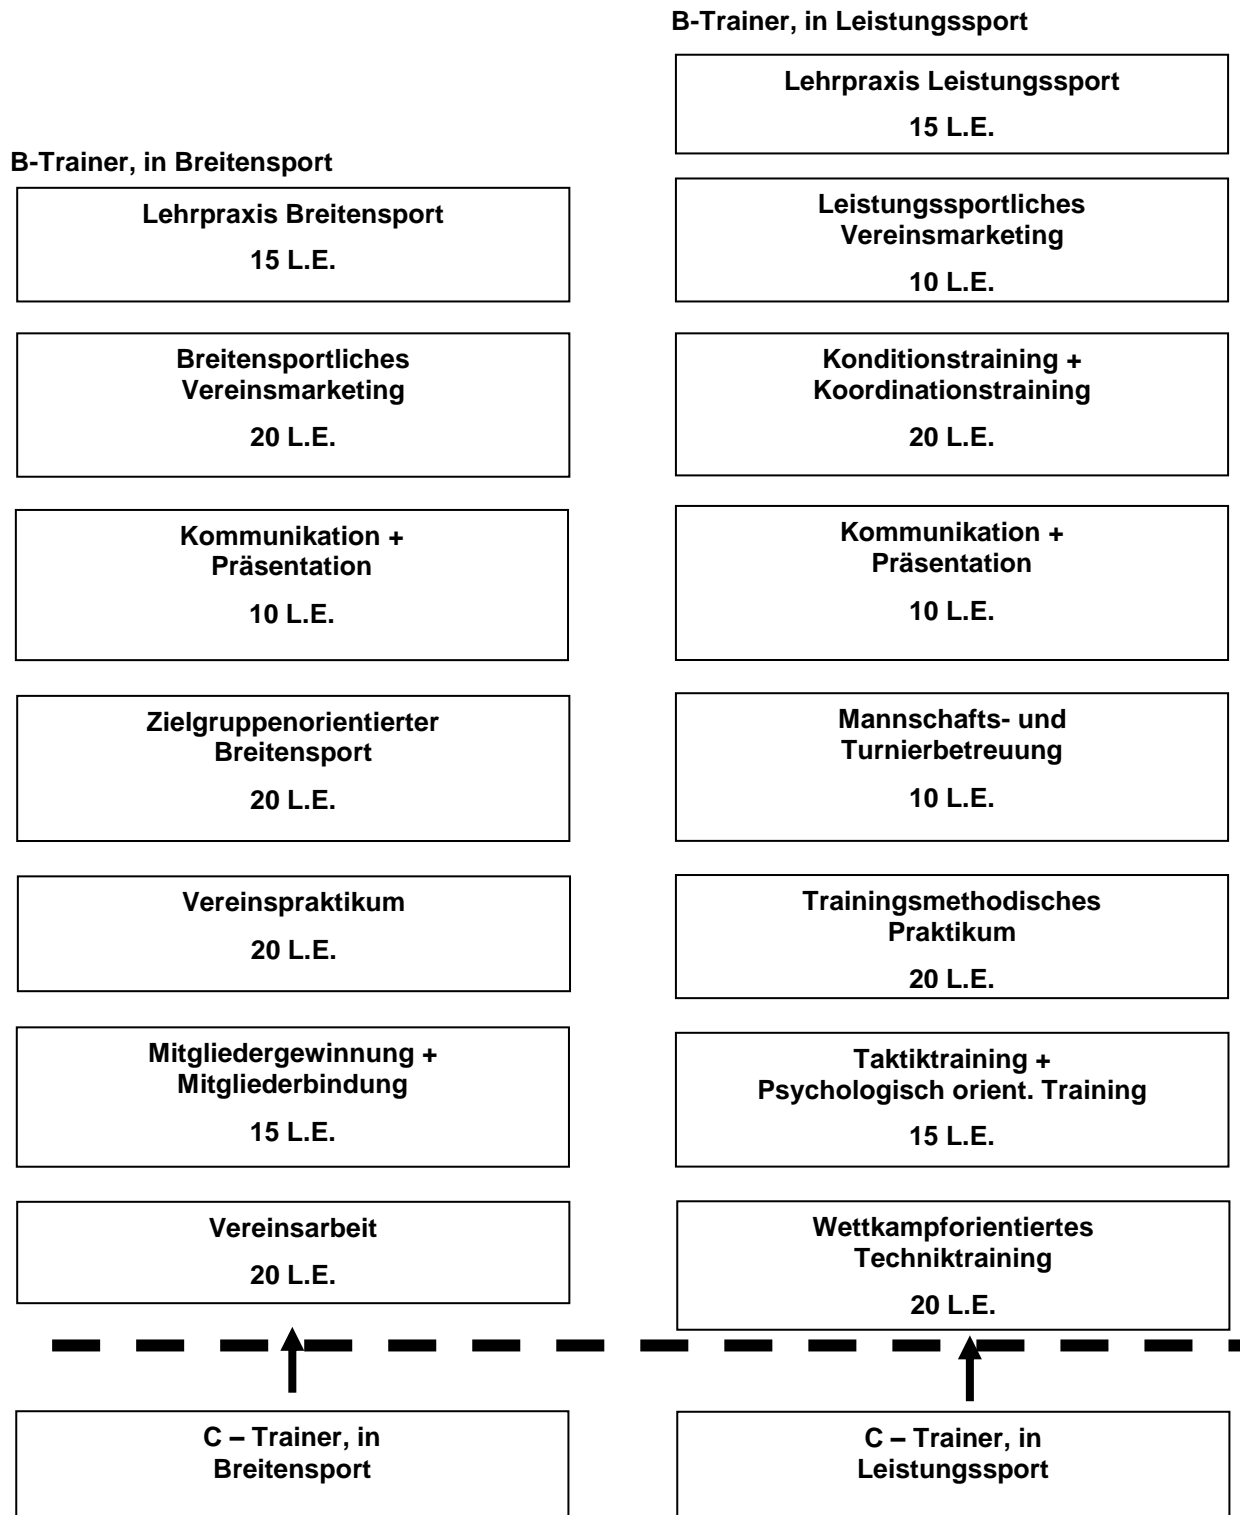 B-Trainer, in Breitensport
Lehrpraxis Breitensport
15 L.E.
Breitensportliches
Vereinsmarketing
20 L.E.
Kommunikation +
Präsentation
10 L.E.
Zielgruppenorientierter
Breitensport
20 L.E.
Vereinspraktikum
20 L.E.
Mitgliedergewinnung +
Mitgliederbindung
15 L.E.
Vereinsarbeit
20 L.E.
C – Trainer, in
Breitensport
B-Trainer, in Leistungssport
Lehrpraxis Leistungssport
15 L.E.
Leistungssportliches
Vereinsmarketing
10 L.E.
Konditionstraining +
Koordinationstraining
20 L.E.
Kommunikation +
Präsentation
10 L.E.
Mannschafts- und
Turnierbetreuung
10 L.E.
Trainingsmethodisches
Praktikum
20 L.E.
Taktiktraining +
Psychologisch orient. Training
15 L.E.
Wettkampforientiertes
Techniktraining
20 L.E.
C – Trainer, in
Leistungssport